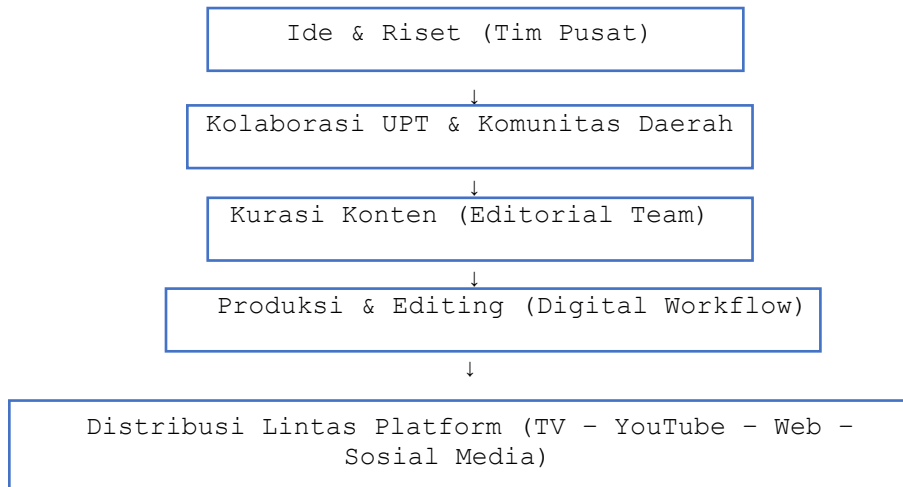 Ide & Riset (Tim Pusat)
↓
Kolaborasi UPT & Komunitas Daerah
↓
Kurasi Konten (Editorial Team)
↓
Produksi & Editing (Digital Workflow)
↓
Distribusi Lintas Platform (TV – YouTube – Web –
Sosial Media)